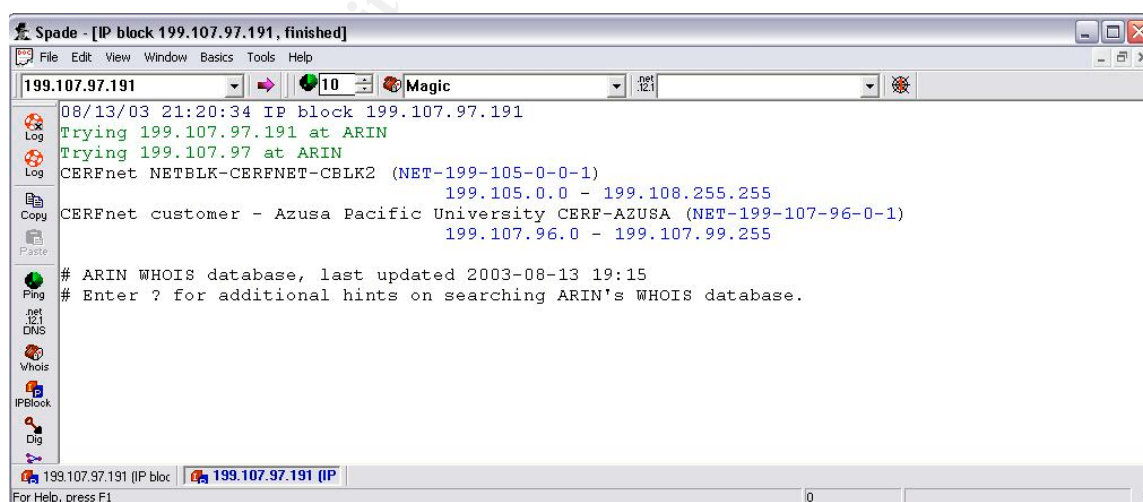 Spade - [IP block 199.107.97.191, finished]
File Edit View Window Basics Tools Help
199.107.97.191 10 Magic .net .12.1
08/13/03 21:20:34 IP block 199.107.97.191
Trying 199.107.97.191 at ARIN
Trying 199.107.97 at ARIN
CERFnet NETBLK-CERFNET-CBLK2 (NET-199-105-0-0-1)
199.105.0.0 - 199.108.255.255
CERFnet customer - Azusa Pacific University CERF-AZUSA (NET-199-107-96-0-1)
199.107.96.0 - 199.107.99.255
# ARIN WHOIS database, last updated 2003-08-13 19:15
# Enter ? for additional hints on searching ARIN's WHOIS database.
Log
Log
Copy
Paste
Ping
.net
.12.1
DNS
Whois
IPBlock
Dig
199.107.97.191 (IP bloc 199.107.97.191 (IP
For Help, press F1 0